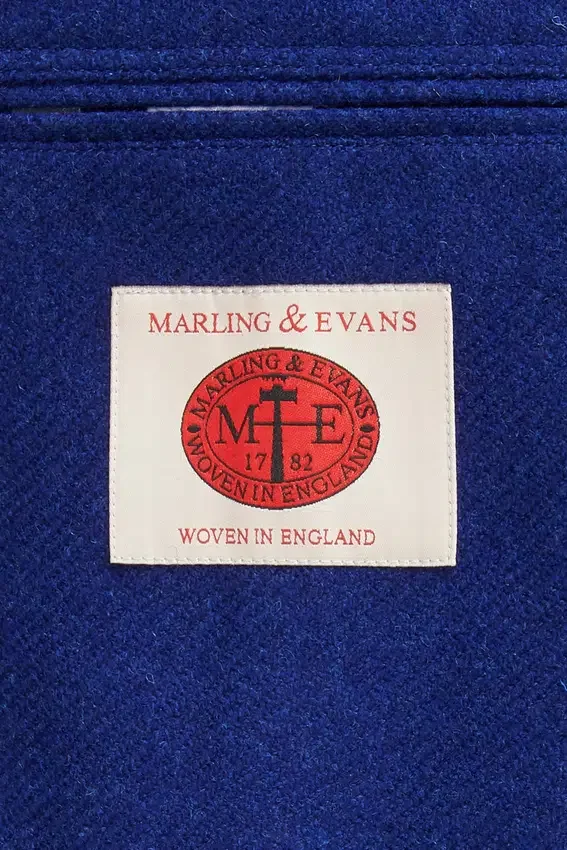 MARLING & EVANS
MARLING & EVANS
M E
17 82
WOVEN IN ENGLAND
WOVEN IN ENGLAND